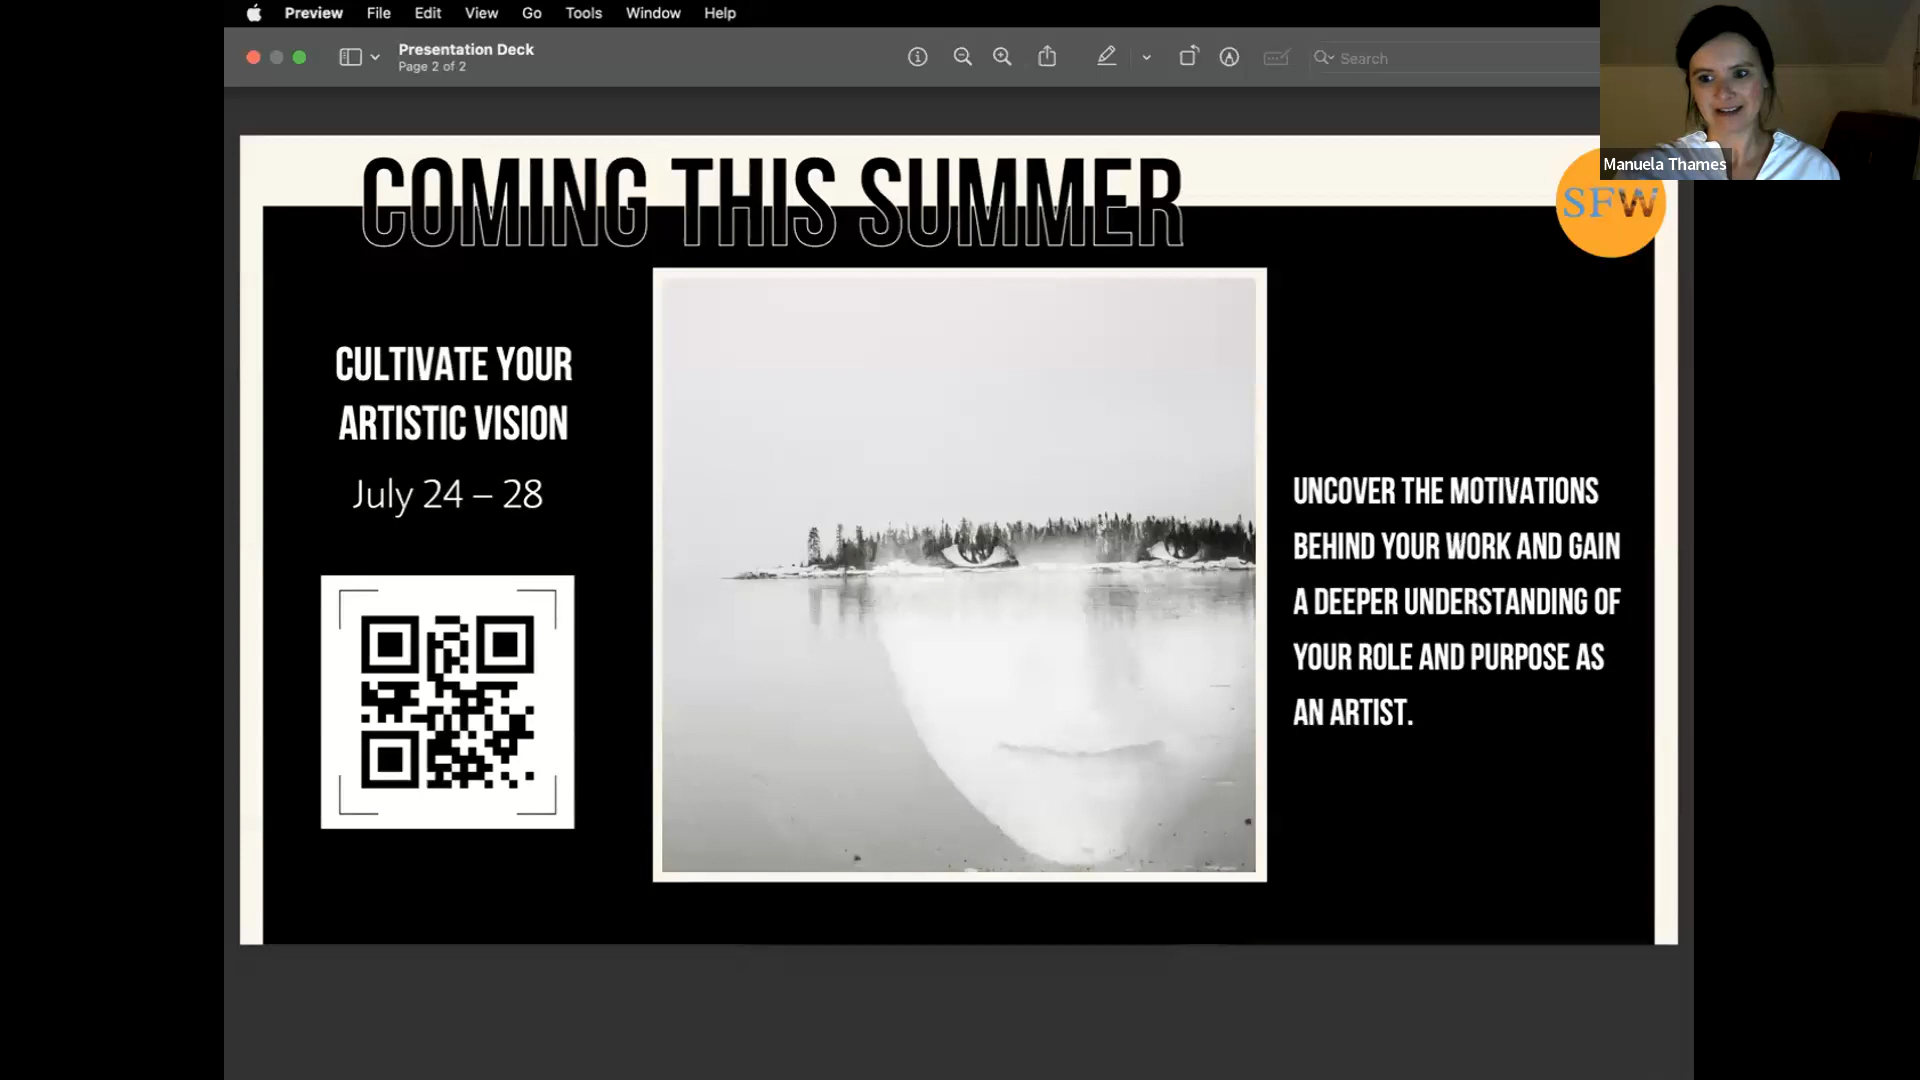 Preview File Edit View Go Tools Window Help
Presentation Deck
Page 2 of 2
Search
Manuela Thames
COMING THIS SUMMER
SFW
CULTIVATE YOUR
ARTISTIC VISION
July 24 – 28
UNCOVER THE MOTIVATIONS
BEHIND YOUR WORK AND GAIN
A DEEPER UNDERSTANDING OF
YOUR ROLE AND PURPOSE AS
AN ARTIST.